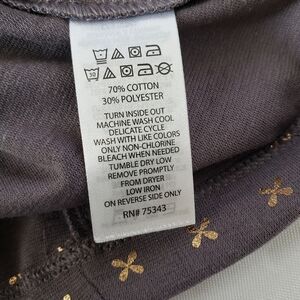 70% COTTON
30% POLYESTER
TURN INSIDE OUT
MACHINE WASH COOL
DELICATE CYCLE
WASH WITH LIKE COLORS
ONLY NON-CHLORINE
BLEACH WHEN NEEDED
TUMBLE DRY LOW
REMOVE PROMPTLY
FROM DRYER
LOW IRON
ON REVERSE SIDE ONLY
RN# 75343